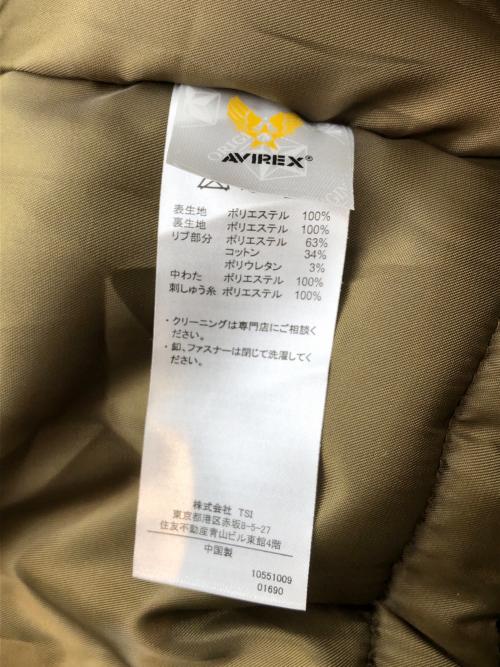 AVIREX®
表生地 ポリエステル 100%
裏生地 ポリエステル 100%
リブ部分 ポリエステル 63%
コットン 34%
ポリウレタン 3%
中わた ポリエステル 100%
刺しゅう糸 ポリエステル 100%
・クリーニングは専門店にご相談く
ださい。
・釦、ファスナーは閉じて洗濯してく
ださい。
株式会社 TSI
東京都港区赤坂8-5-27
住友不動産青山ビル東館4階
中国製
10551009
01690